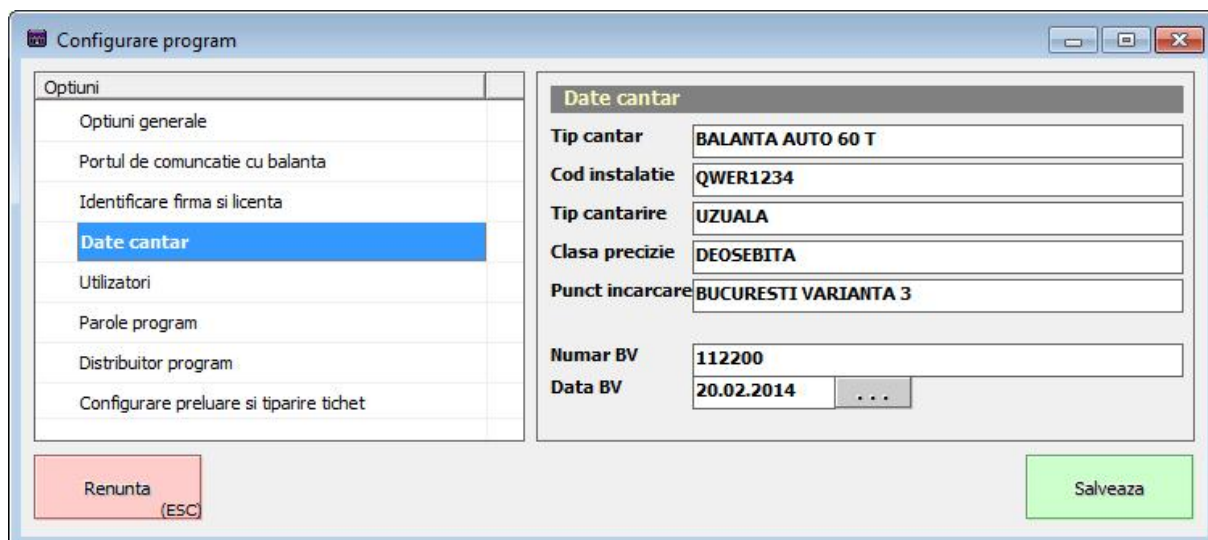 Configurare program
Optiuni
Optiuni generale
Portul de comuncatie cu balanta
Identificare firma si licenta
Date cantar
Utilizatori
Parole program
Distribuitor program
Configurare preluare si tiparire tichet
Date cantar
Tip cantar BALANTA AUTO 60 T
Cod instalatie QWER1234
Tip cantarire UZUALA
Clasa precizie DEOSEBITA
Punct incarcare BUCURESTI VARIANTA 3
Numar BV 112200
Data BV 20.02.2014 ...
Renunta
(ESC)
Salveaza